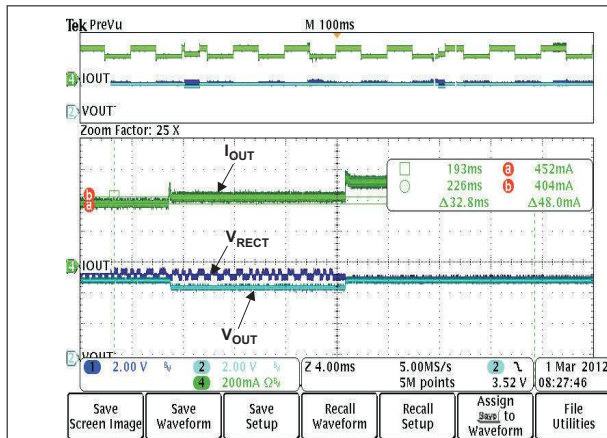 Tek PreVu M 100ms
4 IOUT
2 VOUT
Zoom Factor: 25 X
IOUT
193ms a 452mA
226ms b 404mA
Δ32.8ms Δ48.0mA
b
a
VRECT
4 IOUT
VOUT
2 VOUT
1 2.00 V 2 2.00 V Z 4.00ms 5.00MS/s 2 1 Mar 2012
4 200mA Ω 5M points 3.52 V 08:27:46
Save Screen Image
Save Waveform
Save Setup
Recall Waveform
Recall Setup
Assign Save to Waveform
File Utilities